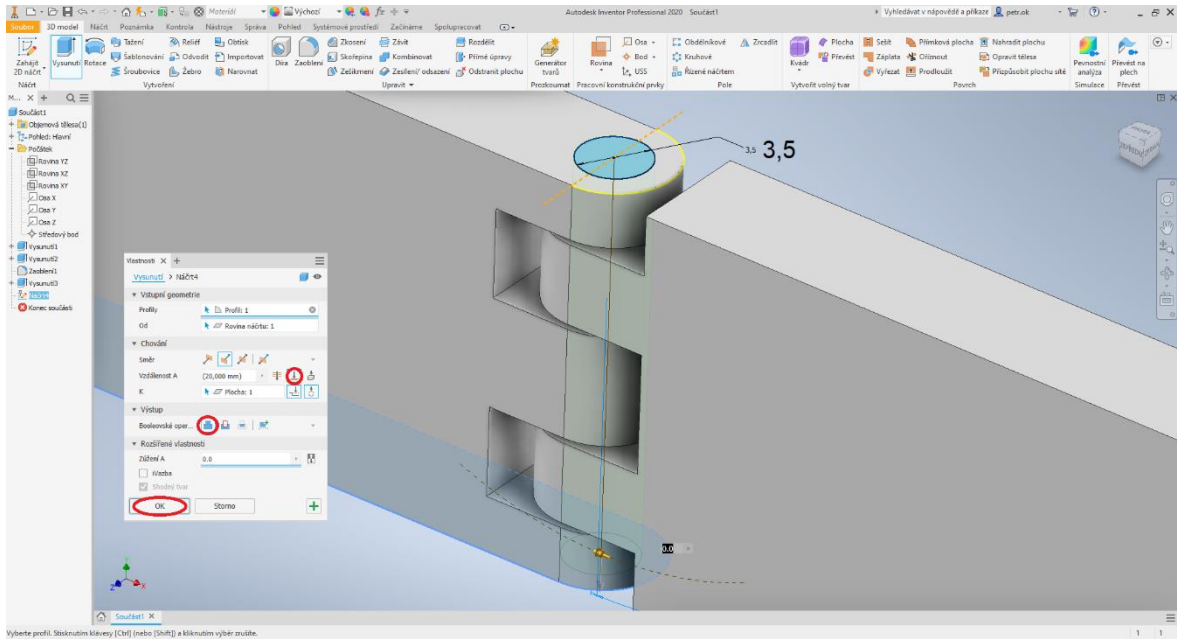 Materiál Výchozí Autodesk Inventor Professional 2020 Součást1 Vyhledávat v nápovědě a příkaze petr.ok
Soubor 3D model Náčrt Poznámka Kontrola Nástroje Správa Pohled Systémové prostředí Začínáme Spolupracovat
Zahájit 2D náčrt
Vysunutí
Rotace
Tažení
Šablonování
Šroubovice
Reliéf
Odvodit
Žebro
Obtisk
Importovat
Narovnat
Díra
Zaoblení
Zkosení
Skořepina
Zešikmení
Závit
Kombinovat
Zesílení/ odsazení
Rozdělit
Přímé úpravy
Odstranit plochu
Generátor tvarů
Rovina
Osa
Bod
USS
Obdélníkové
Kruhové
Řízené náčrtem
Zrcadlit
Kvádr
Plocha
Převést
Sešít
Záplata
Vyřezat
Přímková plocha
Oříznout
Prodloužit
Nahradit plochu
Opravit tělesa
Přizpůsobit plochu sítě
Pevnostní analýza
Převést na plech
Náčrt Vytvoření Upravit Prozkoumat Pracovní konstrukční prvky Pole Vytvořit volný tvar Povrch Simulace Převést
M... X +
Součást1
Objemová tělesa(1)
Pohled: Hlavní
Počátek
Rovina YZ
Rovina XZ
Rovina XY
Osa X
Osa Y
Osa Z
Středový bod
Vysunutí1
Vysunutí2
Zaoblení1
Vysunutí3
Náčrt4
Konec součásti
3,5 3,5
Vlastnosti X +
Vysunutí > Náčrt4
Vstupní geometrie
Profily Profil: 1
Od Rovina náčrtu: 1
Chování
Směr
Vzdálenost A (20,000 mm)
K Plocha: 1
Výstup
Booleovské oper...
Rozšířené vlastnosti
Zúžení A 0.0
iVazba
Shodný tvar
OK Storno
0.0
Z X
Součást1 X
Vyberte profil. Stisknutím klávesy [Ctrl] (nebo [Shift]) a kliknutím výběr zrušíte. 1 1